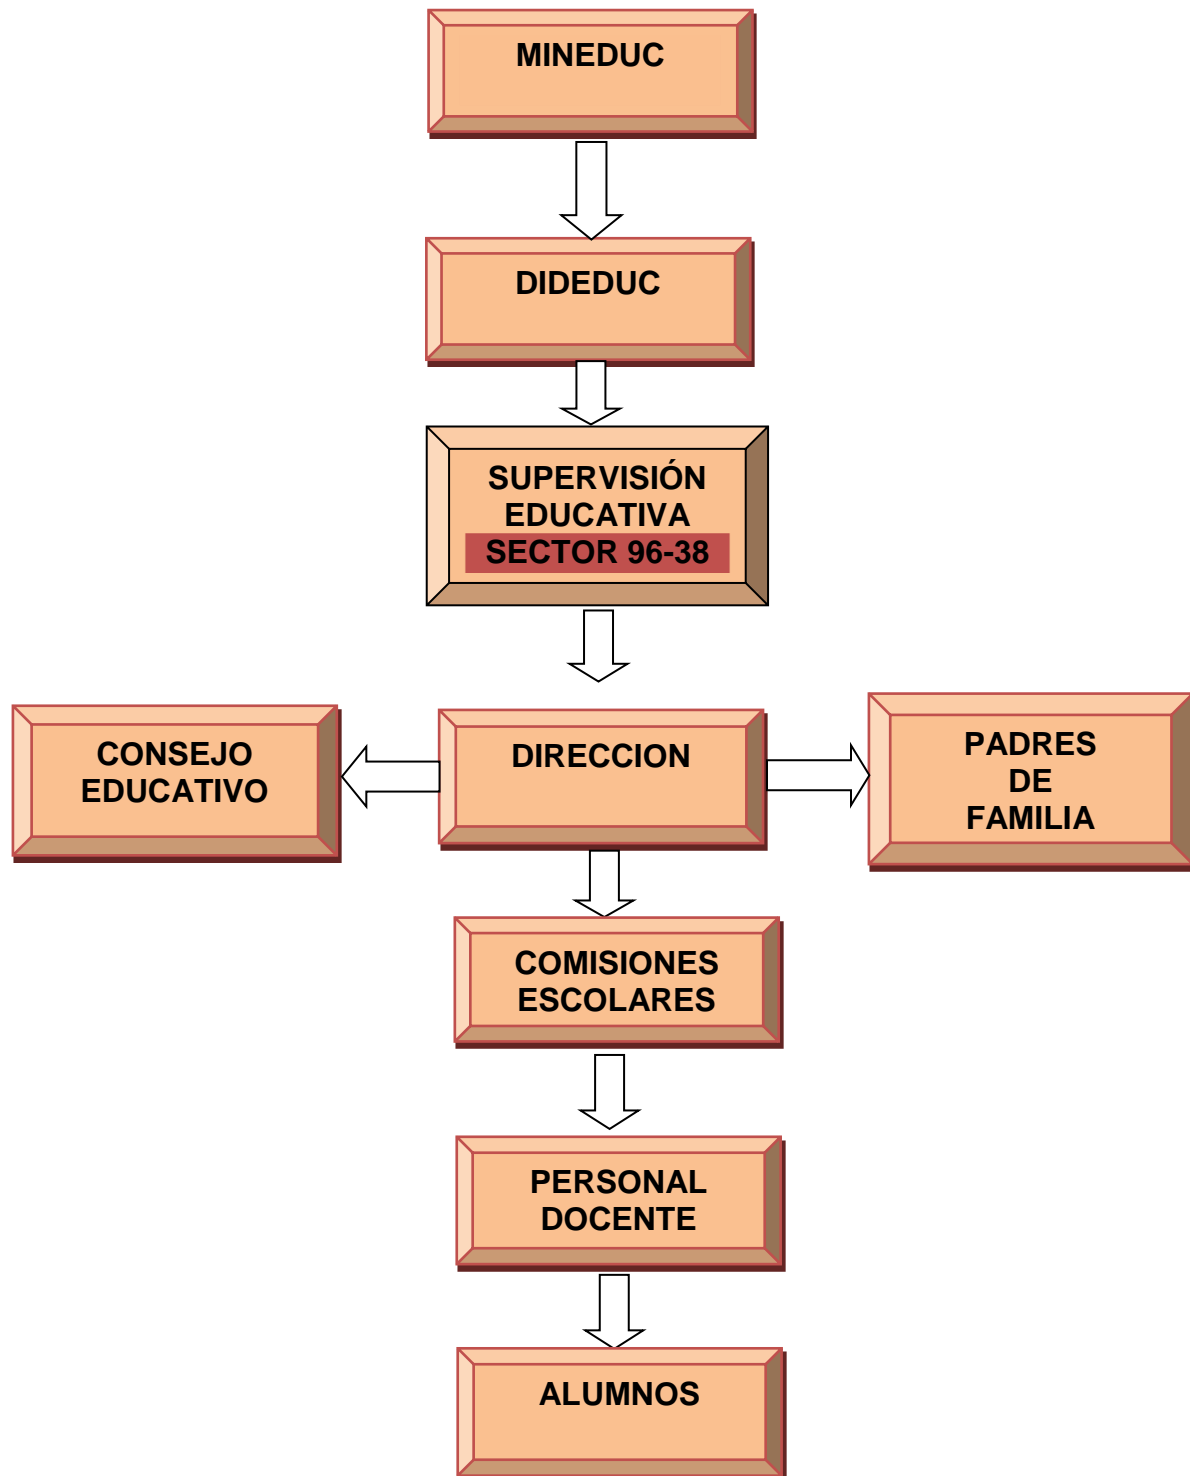 MINEDUC
DIDEDUC
SUPERVISIÓN
EDUCATIVA
SECTOR 96-38
CONSEJO
EDUCATIVO
DIRECCION
PADRES
DE
FAMILIA
COMISIONES
ESCOLARES
PERSONAL
DOCENTE
ALUMNOS